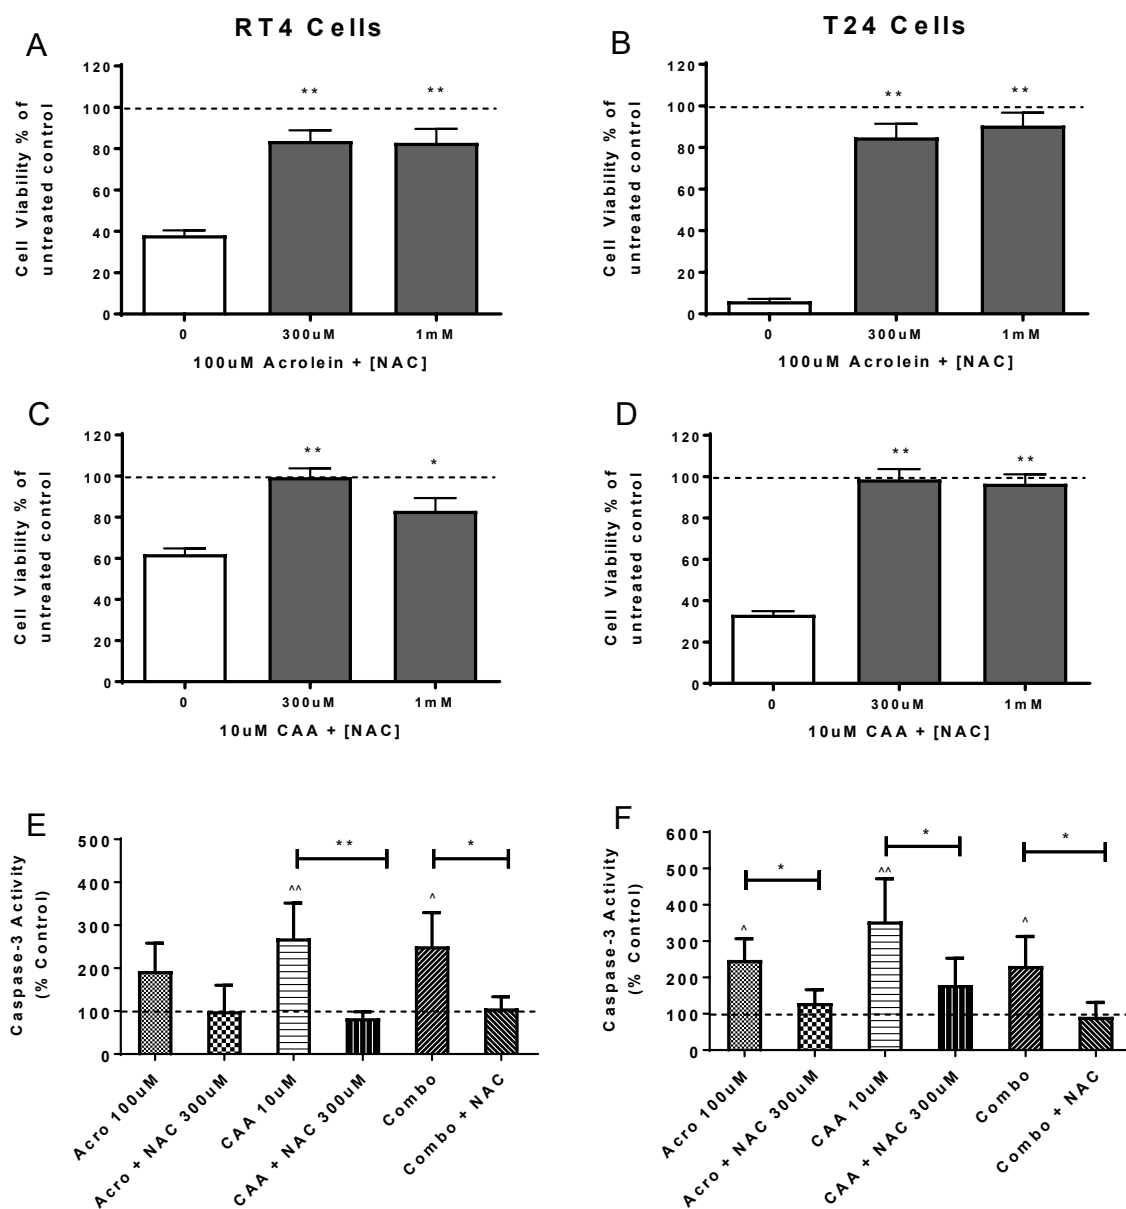 RT4 Cells
T24 Cells
A
Cell Viability % of
untreated control
120
100
80
60
40
20
0
** **
0 300uM 1mM
100uM Acrolein + [NAC]
B
Cell Viability % of
untreated control
120
100
80
60
40
20
0
** **
0 300uM 1mM
100uM Acrolein + [NAC]
C
Cell Viability % of
untreated control
120
100
80
60
40
20
0
** *
0 300uM 1mM
10uM CAA + [NAC]
D
Cell Viability % of
untreated control
120
100
80
60
40
20
0
** **
0 300uM 1mM
10uM CAA + [NAC]
E
Caspase-3 Activity
(% Control)
500
400
300
200
100
0
** *
^^ ^
Acro 100uM
Acro + NAC 300uM
CAA 10uM
CAA + NAC 300uM
Combo
Combo + NAC
F
Caspase-3 Activity
(% Control)
600
500
400
300
200
100
0
* * *
^ ^^ ^
Acro 100uM
Acro + NAC 300uM
CAA 10uM
CAA + NAC 300uM
Combo
Combo + NAC